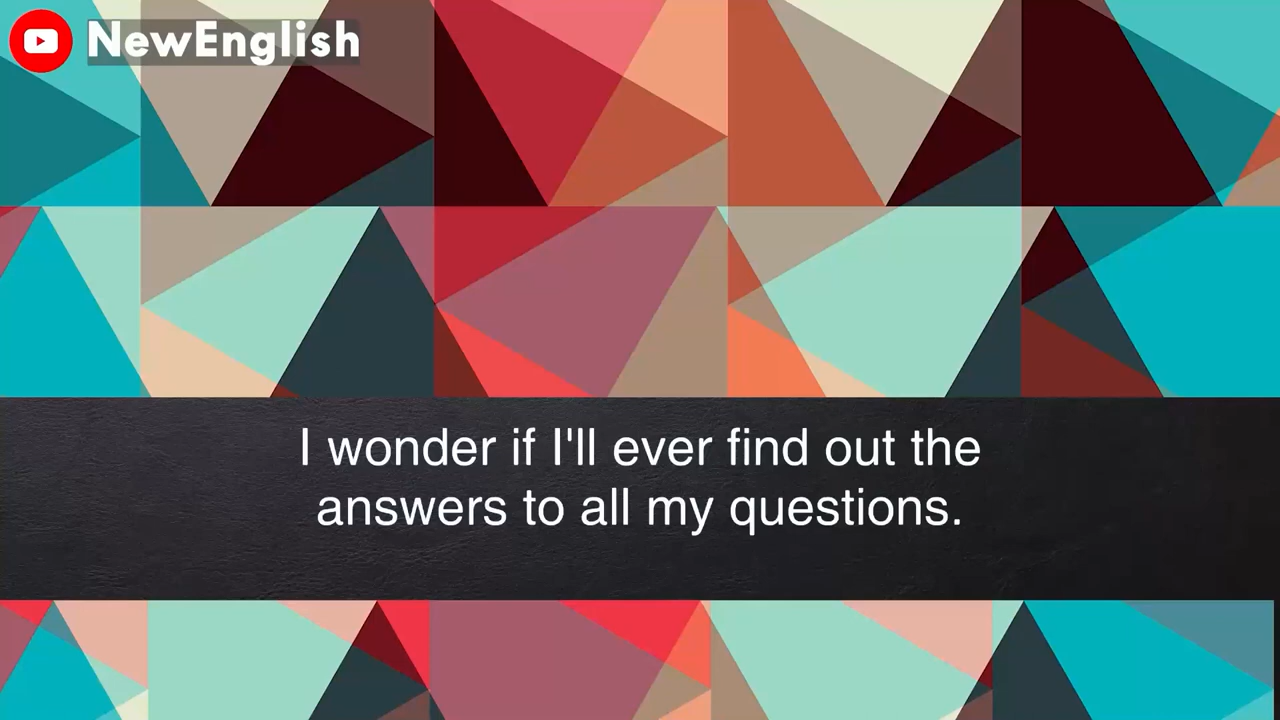 NewEnglish
I wonder if I'll ever find out the
answers to all my questions.